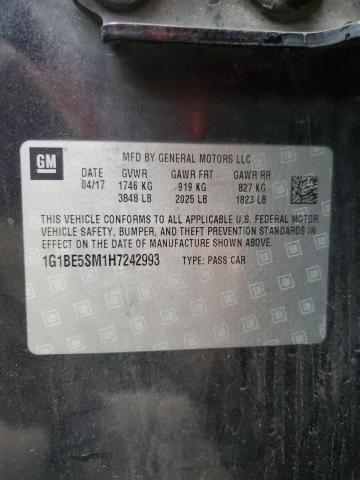 GM
MFD BY GENERAL MOTORS LLC
DATE GVWR GAWR FRT GAWR RR
04/17 1746 KG 919 KG 827 KG
3848 LB 2025 LB 1823 LB
THIS VEHICLE CONFORMS TO ALL APPLICABLE U.S. FEDERAL MOTOR
VEHICLE SAFETY, BUMPER, AND THEFT PREVENTION STANDARDS
IN EFFECT ON THE DATE OF MANUFACTURE SHOWN ABOVE.
1G1BE5SM1H7242993 TYPE: PASS CAR